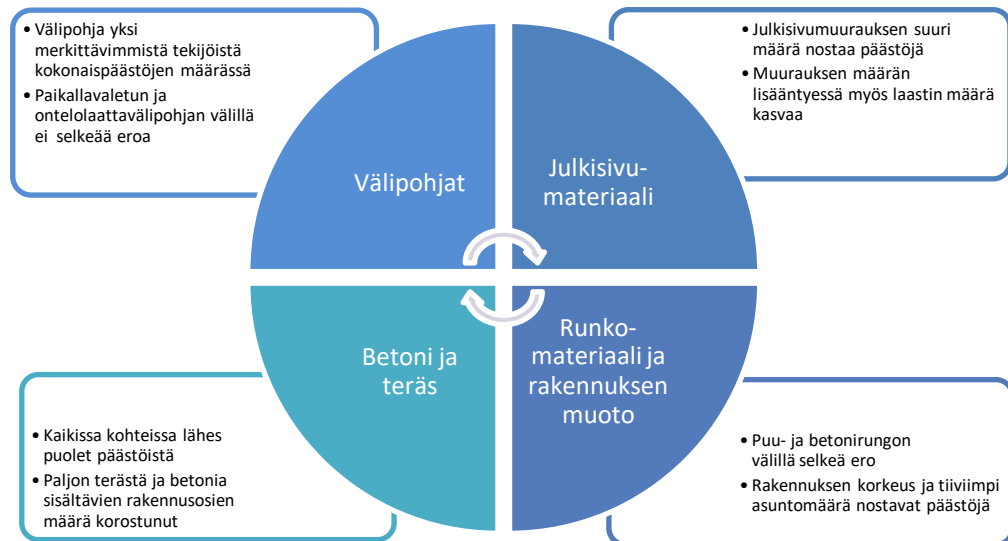 • Välipohja yksi
merkittävimmistä tekijöistä
kokonaispäästöjen määrässä
• Paikallavaletun ja
ontelolaattavälipohjan välillä
ei selkeää eroa
• Julkisivumuurauksen suuri
määrä nostaa päästöjä
• Muurauksen määrän
lisääntyessä myös laastin määrä
kasvaa
Välipohjat
Julkisivu-
materiaali
Betoni ja
teräs
Runko-
materiaali ja
rakennuksen
muoto
• Kaikissa kohteissa lähes
puolet päästöistä
• Paljon terästä ja betonia
sisältävien rakennusosien
määrä korostunut
• Puu- ja betonirungon
välillä selkeä ero
• Rakennuksen korkeus ja tiiviimpi
asuntomäärä nostavat päästöjä